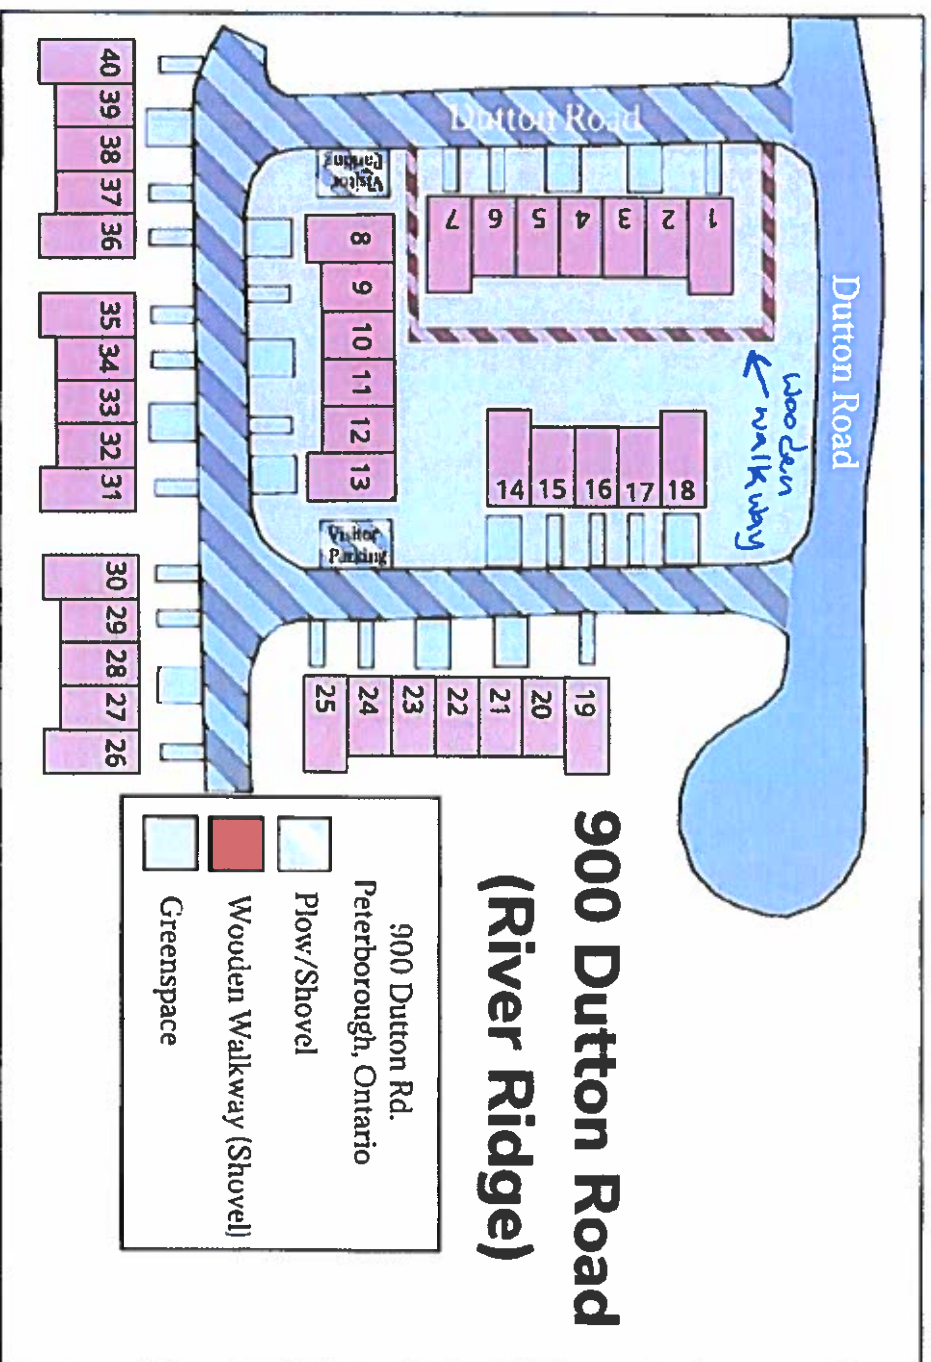 Dutton Road
Dutton Road
Wooden
walkway
Visitor
Parking
1
2
3
4
5
6
7
8
9
10
11
12
13
14
15
16
17
18
Visitor
Parking
19
20
21
22
23
24
25
26
27
28
29
30
31
32
33
34
35
36
37
38
39
40
900 Dutton Road
(River Ridge)
900 Dutton Rd.
Peterborough, Ontario
Plow/Shovel
Wooden Walkway (Shovel)
Greenspace